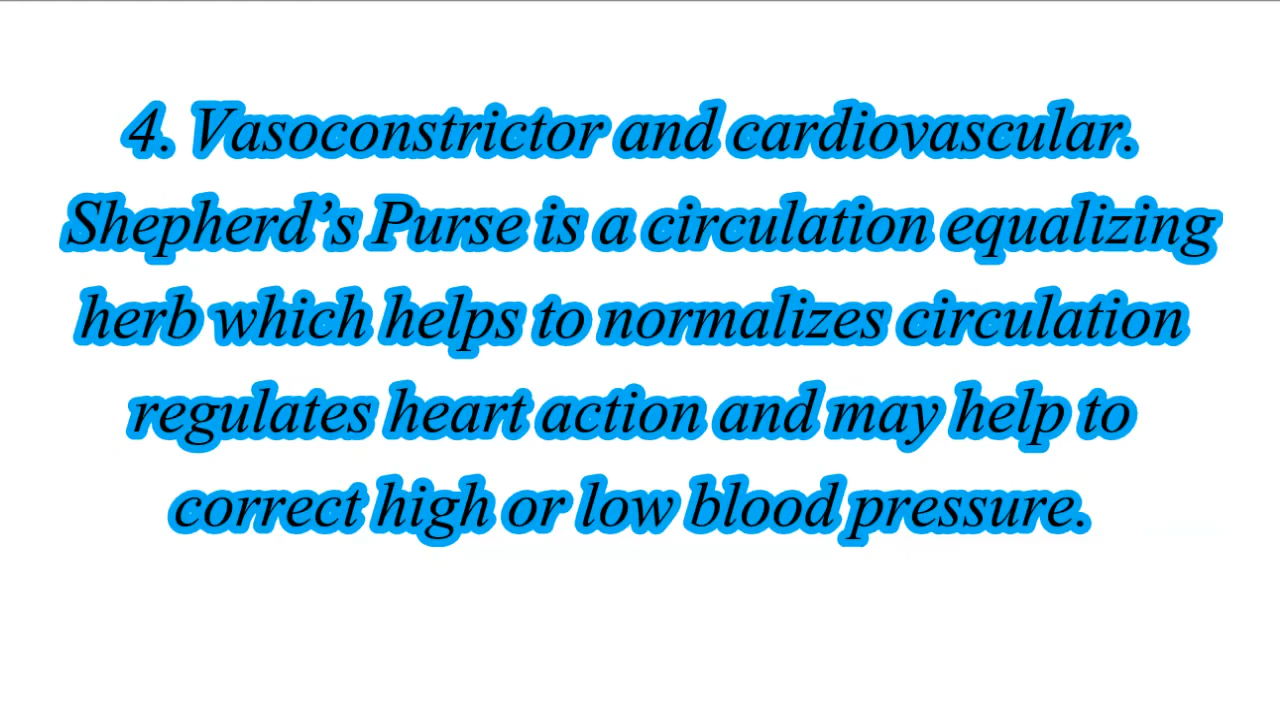 4. Vasoconstrictor and cardiovascular.
Shepherd’s Purse is a circulation equalizing
herb which helps to normalizes circulation
regulates heart action and may help to
correct high or low blood pressure.